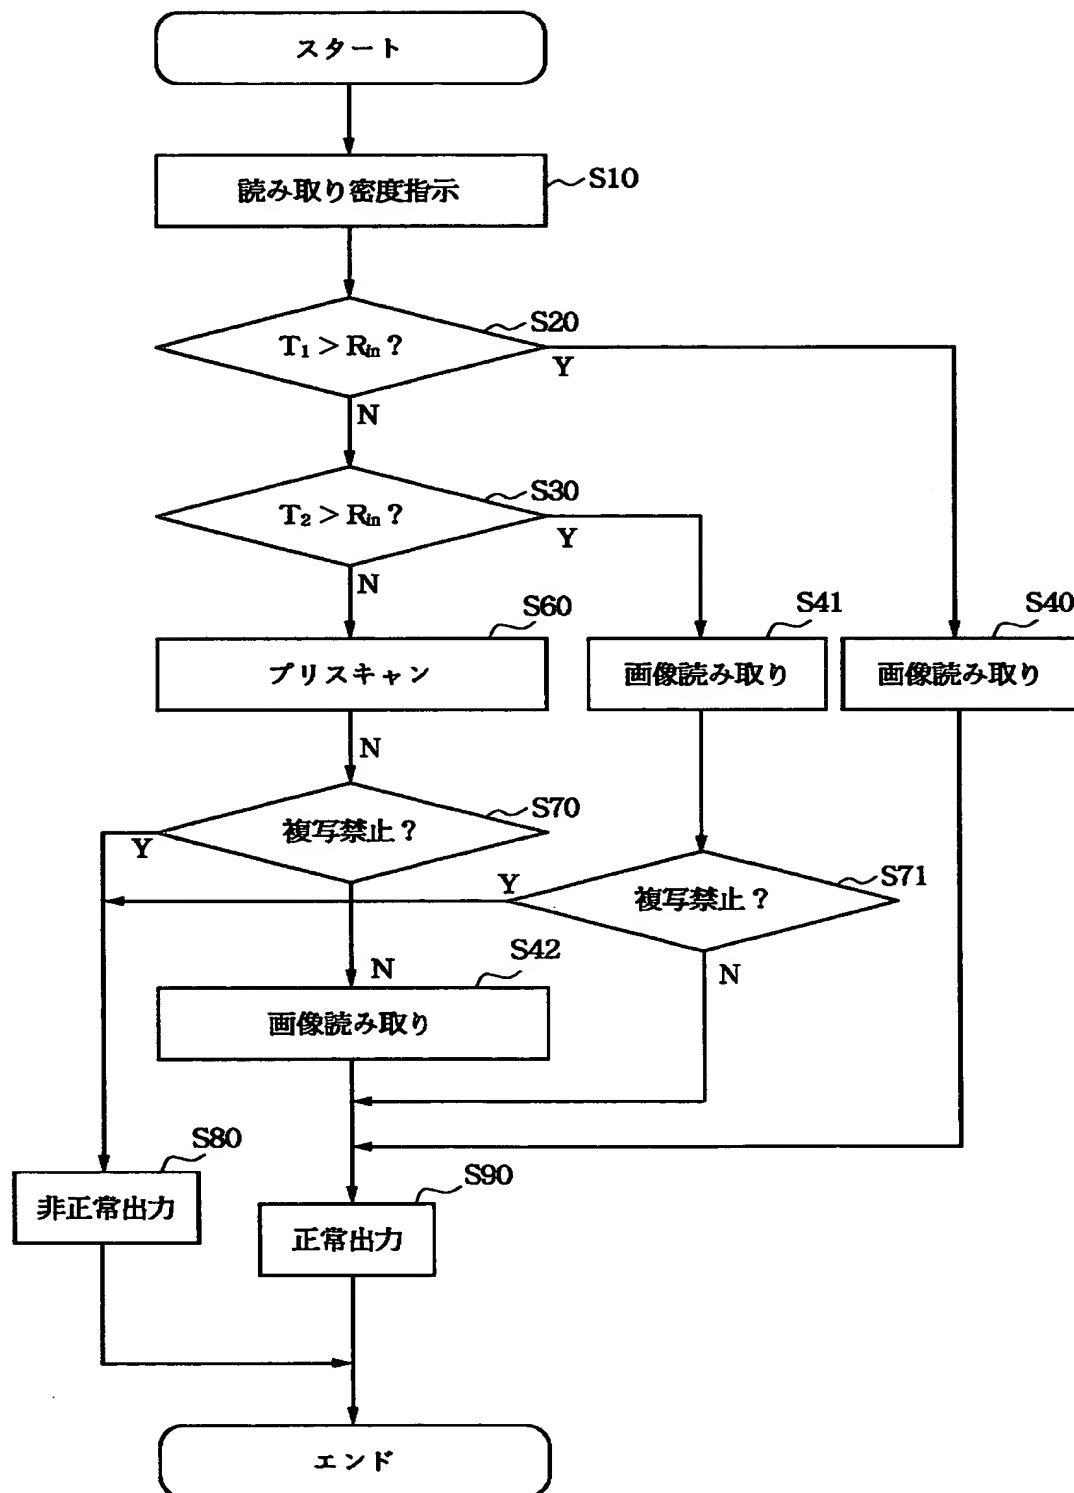 スタート
読み取り密度指示
S10
T₁ > Rin ?
S20
Y
N
T₂ > Rin ?
S30
Y
N
S60
プリスキャン
S41
画像読み取り
S40
画像読み取り
N
複写禁止?
S70
Y
複写禁止?
S71
Y
N
N
S42
画像読み取り
S80
非正常出力
S90
正常出力
エンド